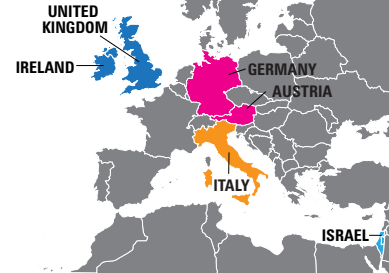 UNITED
KINGDOM
IRELAND
GERMANY
AUSTRIA
ITALY
ISRAEL